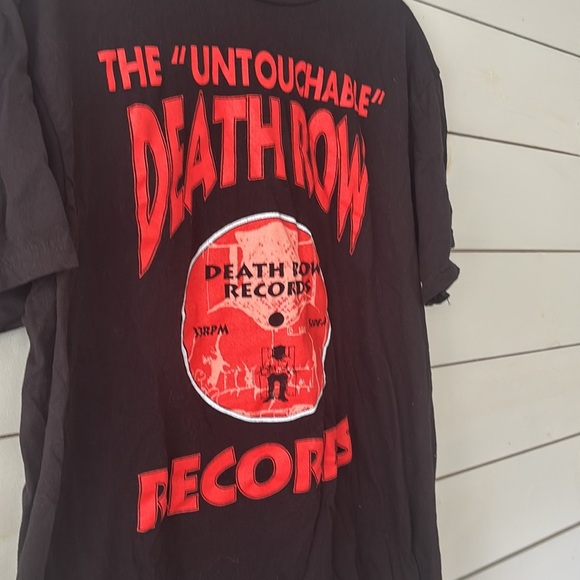 THE "UNTOUCHABLE"
DEATH ROW
DEATH ROW
RECORDS
33RPM
RECORDS